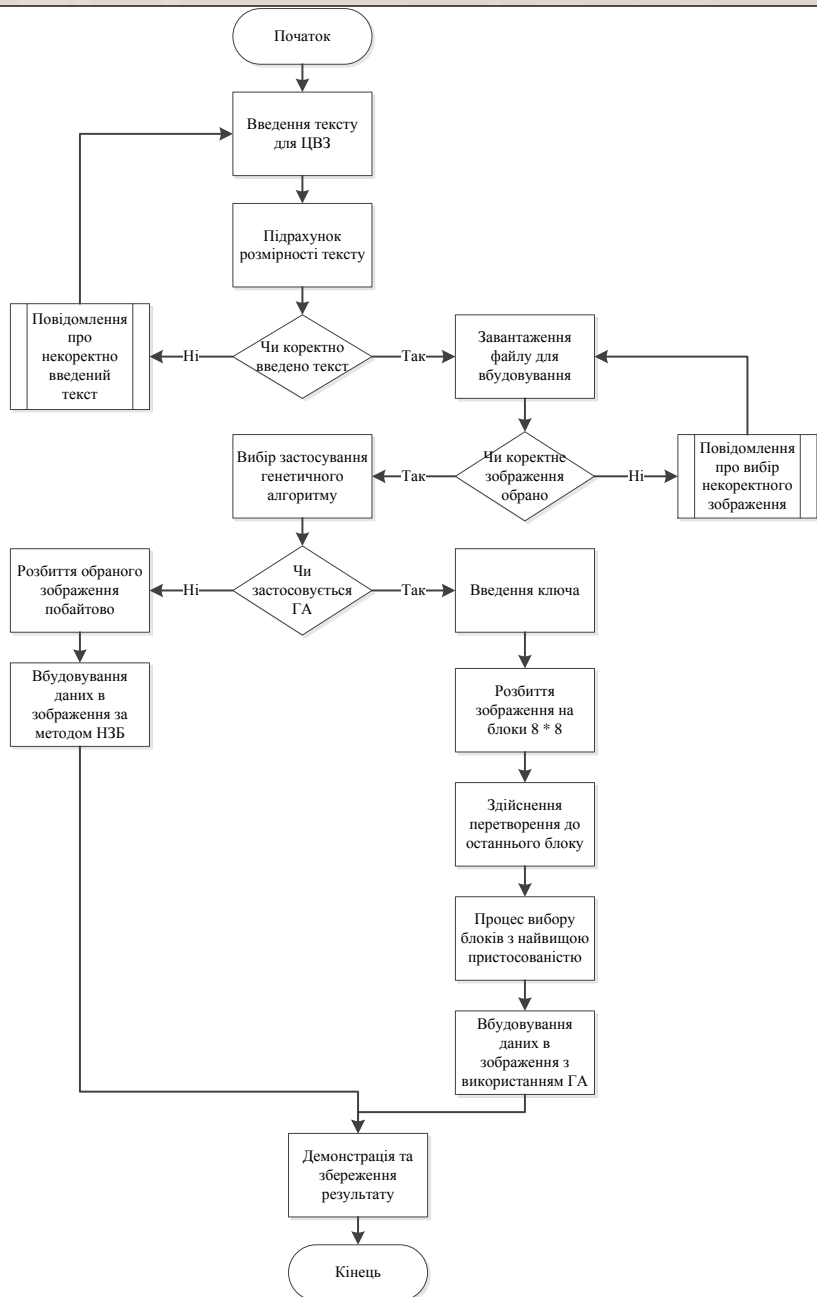 Початок
Введення тексту
для ЦВЗ
Підрахунок
розмірності тексту
Повідомлення
про
некоректно
введений
текст
Ні
Чи коректно
введено текст
Так
Завантаження
файлу для
вбудовування
Вибір застосування
генетичного
алгоритму
Так
Чи коректне
зображення
обрано
Ні
Повідомлення
про вибір
некоректного
зображення
Розбиття обраного
зображення
побайтово
Ні
Чи
застосовується
ГА
Так
Введення ключа
Вбудовування
даних в
зображення за
методом НЗБ
Розбиття
зображення на
блоки 8 * 8
Здійснення
перетворення до
останнього блоку
Процес вибору
блоків з найвищою
пристосованістю
Вбудовування
даних в
зображення з
використанням ГА
Демонстрація та
збереження
результату
Кінець